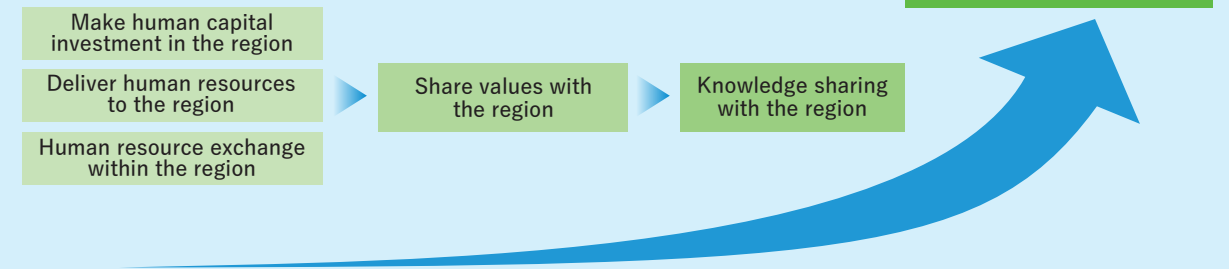 Make human capital
investment in the region
Deliver human resources
to the region
Human resource exchange
within the region
Share values with
the region
Knowledge sharing
with the region